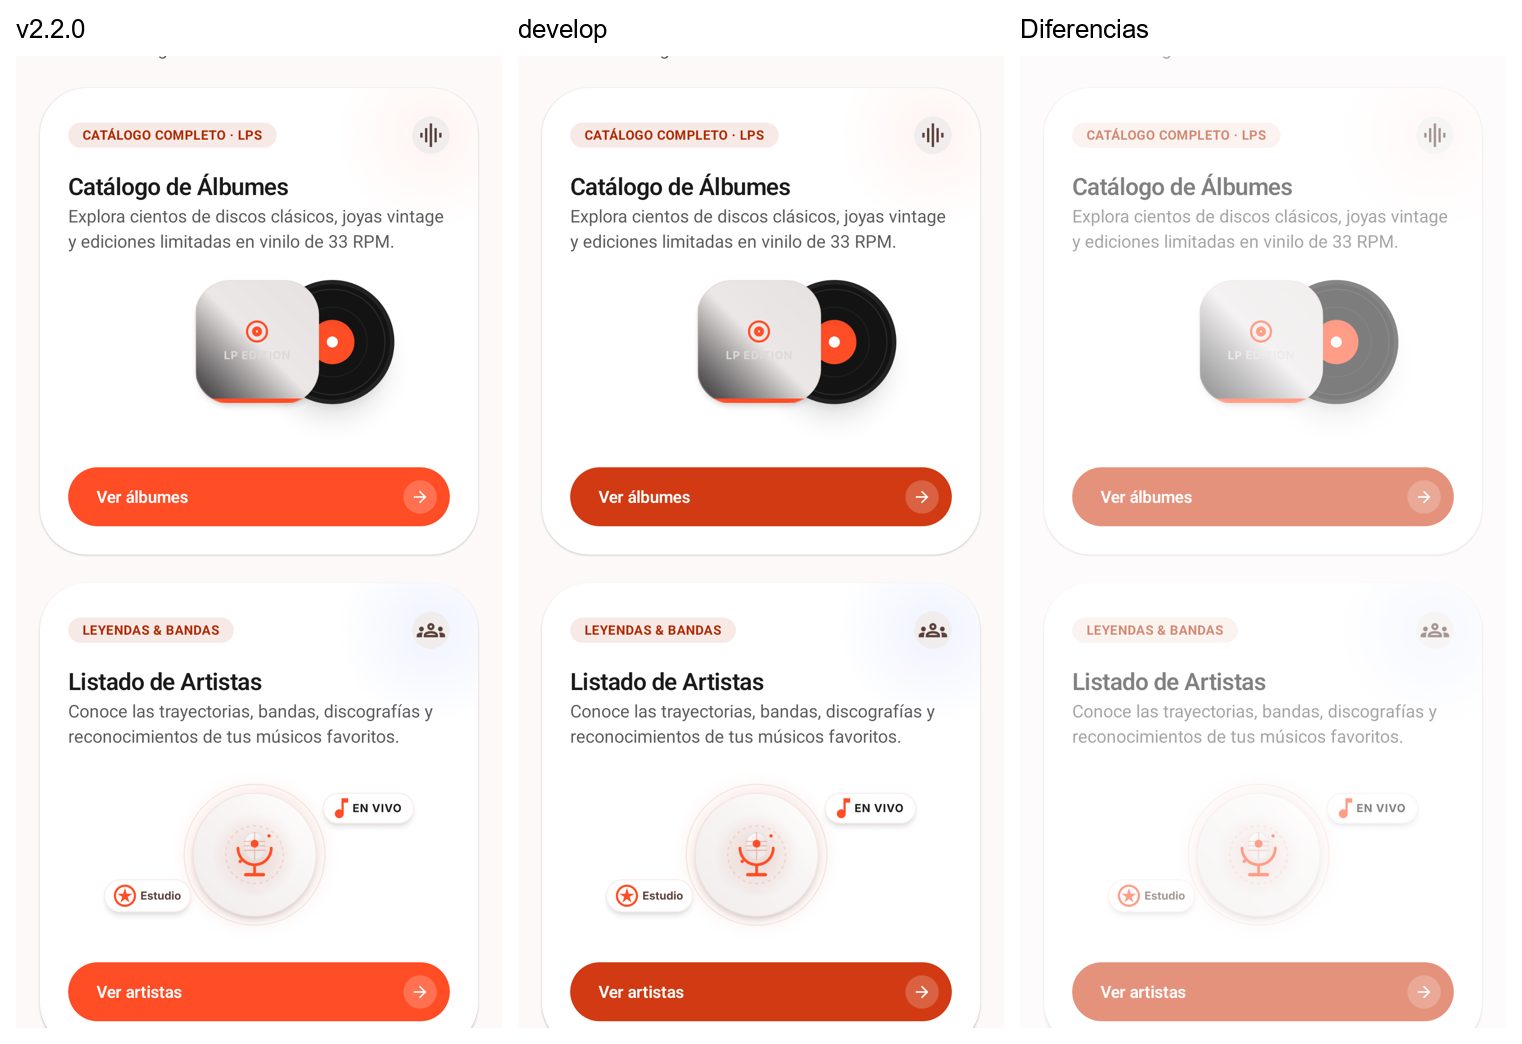 v2.2.0
CATÁLOGO COMPLETO · LPS
Catálogo de Álbumes
Explora cientos de discos clásicos, joyas vintage
y ediciones limitadas en vinilo de 33 RPM.
LP EDITION
Ver álbumes
LEYENDAS & BANDAS
Listado de Artistas
Conoce las trayectorias, bandas, discografías y
reconocimientos de tus músicos favoritos.
EN VIVO
Estudio
Ver artistas
develop
CATÁLOGO COMPLETO · LPS
Catálogo de Álbumes
Explora cientos de discos clásicos, joyas vintage
y ediciones limitadas en vinilo de 33 RPM.
LP EDITION
Ver álbumes
LEYENDAS & BANDAS
Listado de Artistas
Conoce las trayectorias, bandas, discografías y
reconocimientos de tus músicos favoritos.
EN VIVO
Estudio
Ver artistas
Diferencias
CATÁLOGO COMPLETO · LPS
Catálogo de Álbumes
Explora cientos de discos clásicos, joyas vintage
y ediciones limitadas en vinilo de 33 RPM.
LP EDITION
Ver álbumes
LEYENDAS & BANDAS
Listado de Artistas
Conoce las trayectorias, bandas, discografías y
reconocimientos de tus músicos favoritos.
EN VIVO
Estudio
Ver artistas